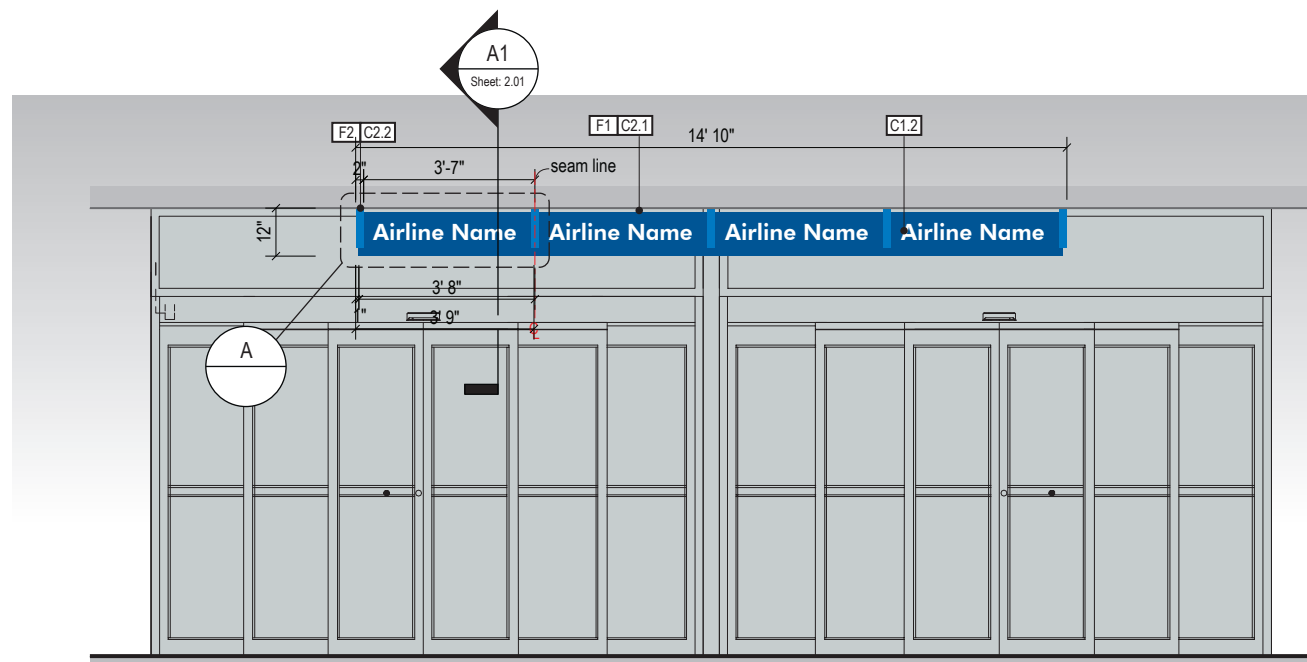 A1
Sheet: 2.01
F2 C2.2
F1 C2.1
C1.2
14' 10"
2"
3'-7"
seam line
12"
Airline Name Airline Name Airline Name Airline Name
3' 8"
"
3' 9"
A